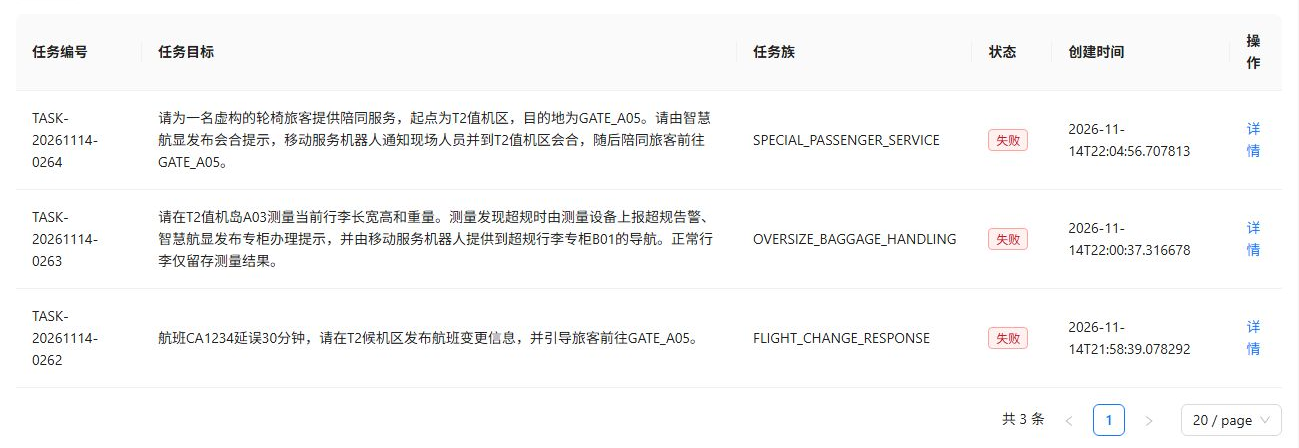 任务编号 任务目标 任务族 状态 创建时间 操
作
TASK-
20261114-
0264
请为一名虚构的轮椅旅客提供陪同服务，起点为T2值机区，目的地为GATE_A05。请由智慧
航显发布会合提示，移动服务机器人通知现场人员并到T2值机区会合，随后陪同旅客前往
GATE_A05。
SPECIAL_PASSENGER_SERVICE
失败
2026-11-
14T22:04:56.707813
详
情
TASK-
20261114-
0263
请在T2值机岛A03测量当前行李长宽高和重量。测量发现超规时由测量设备上报超规告警、
智慧航显发布专柜办理提示，并由移动服务机器人提供到超规行李专柜B01的导航。正常行
李仅留存测量结果。
OVERSIZE_BAGGAGE_HANDLING
失败
2026-11-
14T22:00:37.316678
详
情
TASK-
20261114-
0262
航班CA1234延误30分钟，请在T2候机区发布航班变更信息，并引导旅客前往GATE_A05。
FLIGHT_CHANGE_RESPONSE
失败
2026-11-
14T21:58:39.078292
详
情
共 3 条 < 1 > 20 / page